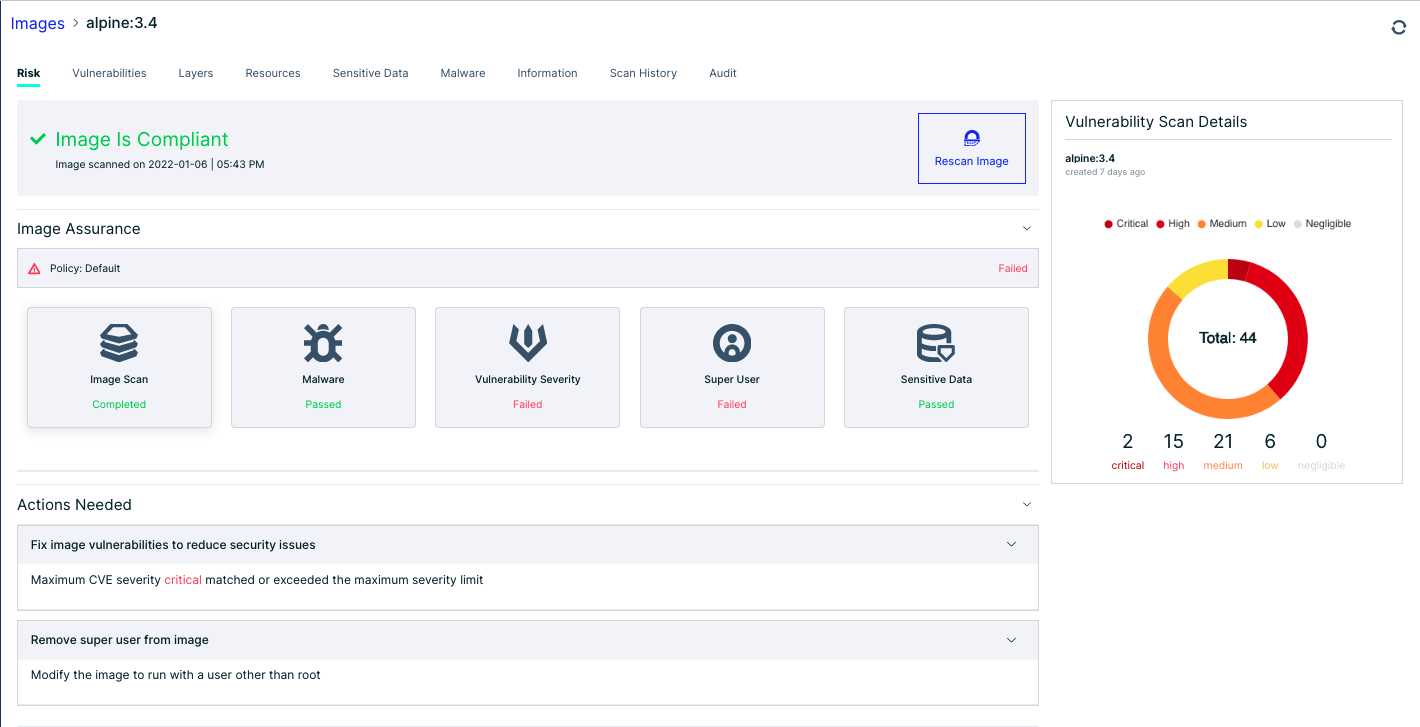 Images > alpine:3.4
Risk Vulnerabilities Layers Resources Sensitive Data Malware Information Scan History Audit
Image Is Compliant
Image scanned on 2022-01-06 | 05:43 PM
Rescan Image
Image Assurance
Policy: Default Failed
Image Scan
Completed
Malware
Passed
Vulnerability Severity
Failed
Super User
Failed
Sensitive Data
Passed
Actions Needed
Fix image vulnerabilities to reduce security issues
Maximum CVE severity critical matched or exceeded the maximum severity limit
Remove super user from image
Modify the image to run with a user other than root
Vulnerability Scan Details
alpine:3.4
created 7 days ago
Critical High Medium Low Negligible
Total: 44
2 15 21 6 0
critical high medium low negligible